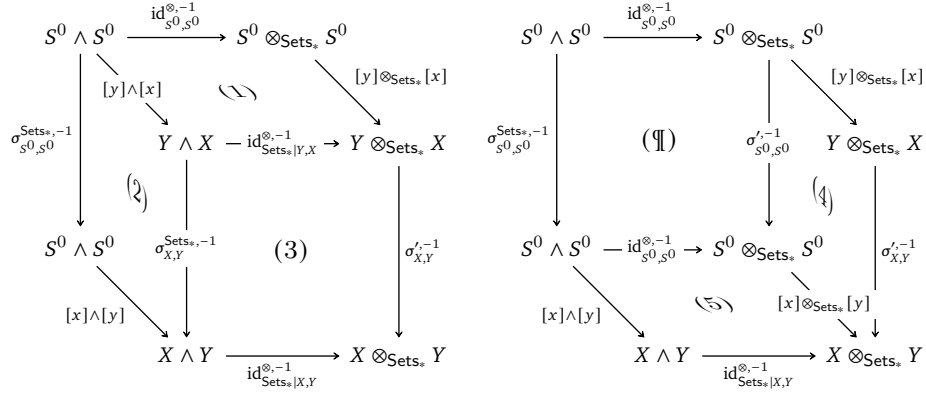 id^{⊗,-1}_{S^0,S^0} id^{⊗,-1}_{S^0,S^0}
S^0 ∧ S^0 S^0 ⊗_{Sets_*} S^0 S^0 ∧ S^0 S^0 ⊗_{Sets_*} S^0
[y]∧[x] (1) [y]⊗_{Sets_*}[x] [y]⊗_{Sets_*}[x]
σ^{Sets_*,-1}_{S^0,S^0} Y ∧ X id^{⊗,-1}_{Sets_*|Y,X} Y ⊗_{Sets_*} X σ^{Sets_*,-1}_{S^0,S^0} (¶) σ'^{,-1}_{S^0,S^0} Y ⊗_{Sets_*} X
(2) (4)
S^0 ∧ S^0 σ^{Sets_*,-1}_{X,Y} (3) σ'^{,-1}_{X,Y} S^0 ∧ S^0 id^{⊗,-1}_{S^0,S^0} S^0 ⊗_{Sets_*} S^0 σ'^{,-1}_{X,Y}
[x]∧[y] [x]∧[y] (5) [x]⊗_{Sets_*}[y]
X ∧ Y X ⊗_{Sets_*} Y X ∧ Y X ⊗_{Sets_*} Y
id^{⊗,-1}_{Sets_*|X,Y} id^{⊗,-1}_{Sets_*|X,Y}